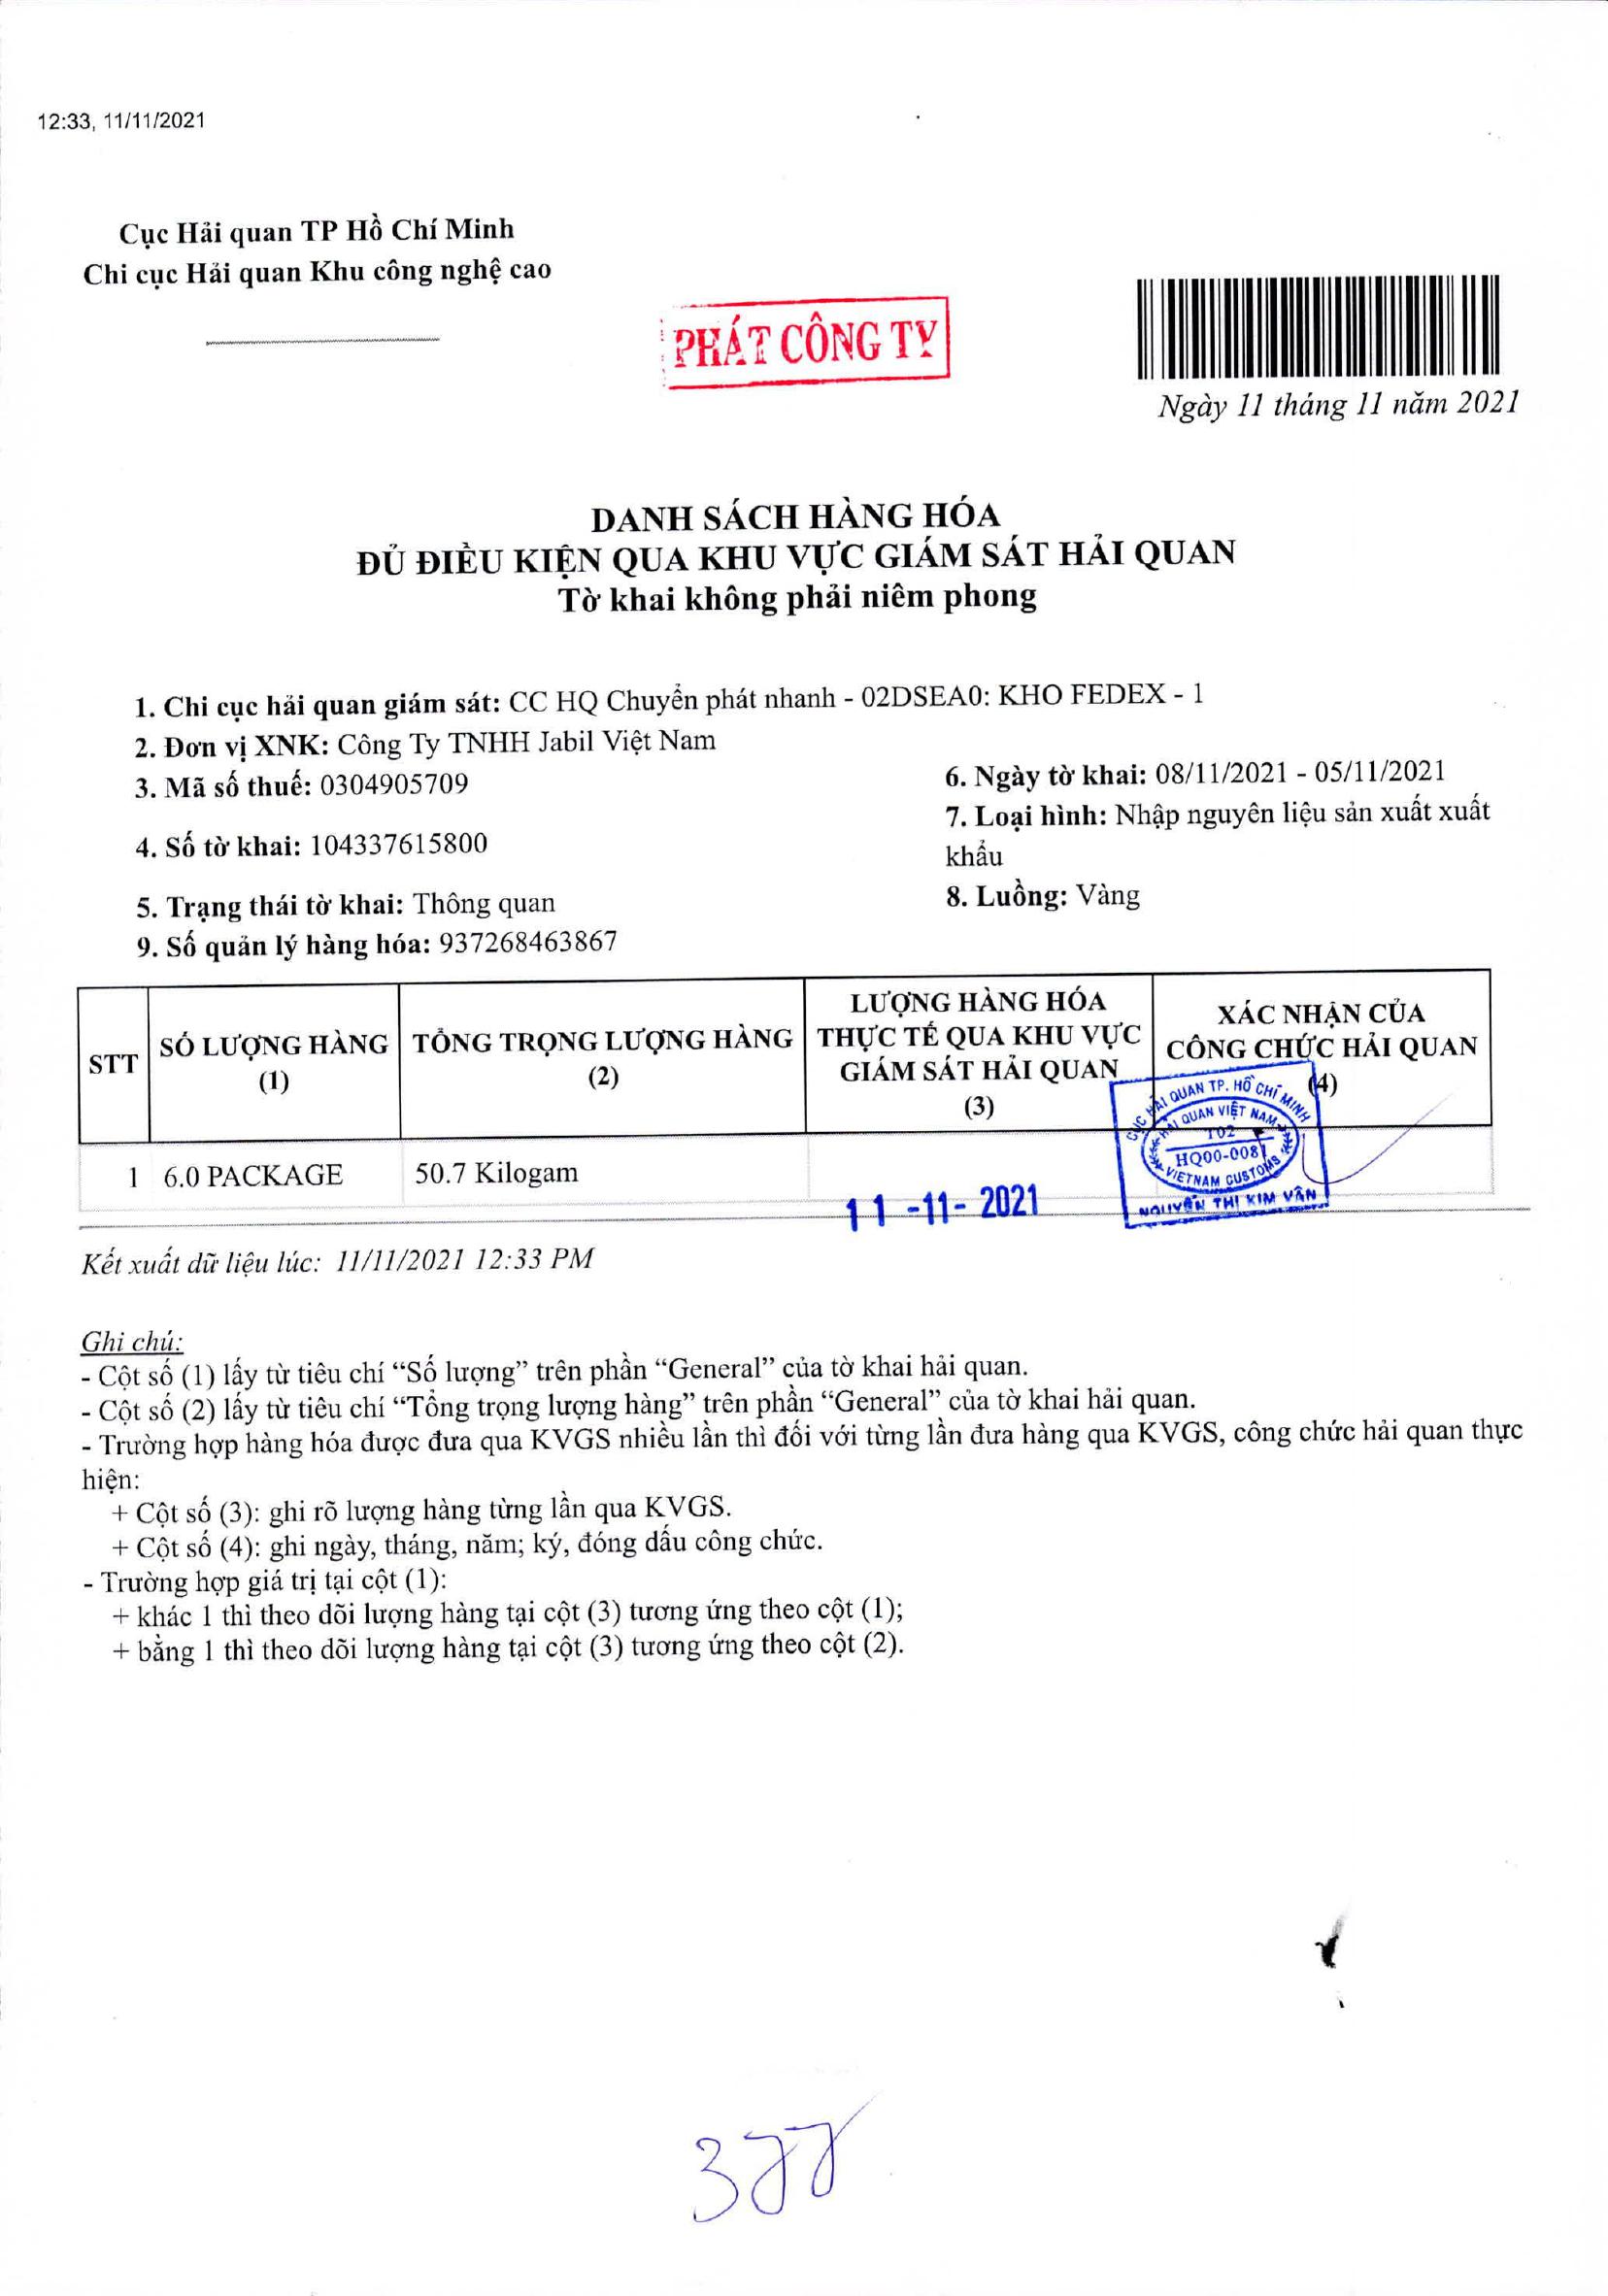 12:33, 11/11/2021
Cục Hải quan TP Hồ Chí Minh
Chi cục Hải quan Khu công nghệ cao
PHÁT CÔNG TY
Ngày 11 tháng 11 năm 2021
DANH SÁCH HÀNG HÓA
ĐỦ ĐIỀU KIỆN QUA KHU VỰC GIÁM SÁT HẢI QUAN
Tờ khai không phải niêm phong
1. Chi cục hải quan giám sát: CC HQ Chuyển phát nhanh - 02DSEA0: KHO FEDEX - 1
2. Đơn vị XNK: Công Ty TNHH Jabil Việt Nam
3. Mã số thuế: 0304905709
6. Ngày tờ khai: 08/11/2021 - 05/11/2021
4. Số tờ khai: 104337615800
7. Loại hình: Nhập nguyên liệu sản xuất xuất
khẩu
5. Trạng thái tờ khai: Thông quan
8. Luồng: Vàng
9. Số quản lý hàng hóa: 937268463867
STT
SỐ LƯỢNG HÀNG
(1)
TỔNG TRỌNG LƯỢNG HÀNG
(2)
LƯỢNG HÀNG HÓA
THỰC TẾ QUA KHU VỰC
GIÁM SÁT HẢI QUAN
(3)
XÁC NHẬN CỦA
CÔNG CHỨC HẢI QUAN
(4)
1 6.0 PACKAGE 50.7 Kilogam
11 -11- 2021
CỤC HẢI QUAN TP. HỒ CHÍ MINH
HẢI QUAN VIỆT NAM
T02
HQ00-0081
VIETNAM CUSTOMS
NGUYỄN THỊ KIM VÂN
Kết xuất dữ liệu lúc: 11/11/2021 12:33 PM
Ghi chú:
- Cột số (1) lấy từ tiêu chí “Số lượng” trên phần “General” của tờ khai hải quan.
- Cột số (2) lấy từ tiêu chí “Tổng trọng lượng hàng” trên phần “General” của tờ khai hải quan.
- Trường hợp hàng hóa được đưa qua KVGS nhiều lần thì đối với từng lần đưa hàng qua KVGS, công chức hải quan thực
hiện:
+ Cột số (3): ghi rõ lượng hàng từng lần qua KVGS.
+ Cột số (4): ghi ngày, tháng, năm; ký, đóng dấu công chức.
- Trường hợp giá trị tại cột (1):
+ khác 1 thì theo dõi lượng hàng tại cột (3) tương ứng theo cột (1);
+ bằng 1 thì theo dõi lượng hàng tại cột (3) tương ứng theo cột (2).